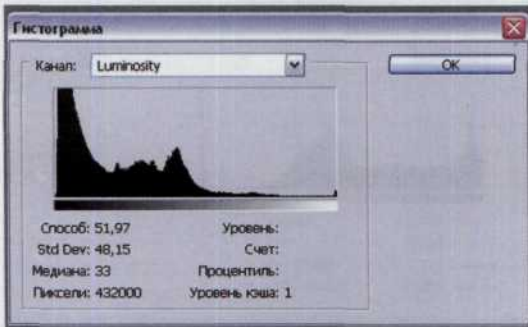 Гистограмма
Канал: Luminosity
OK
Способ: 51,97
Уровень:
Std Dev: 48,15
Счет:
Медиана: 33
Процентиль:
Пиксели: 432000
Уровень кэша: 1